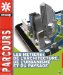 PARCOURS
LES MÉTIERS
DE L'ARCHITECTURE
DE L'URBANISME
ET DU PAYSAGE